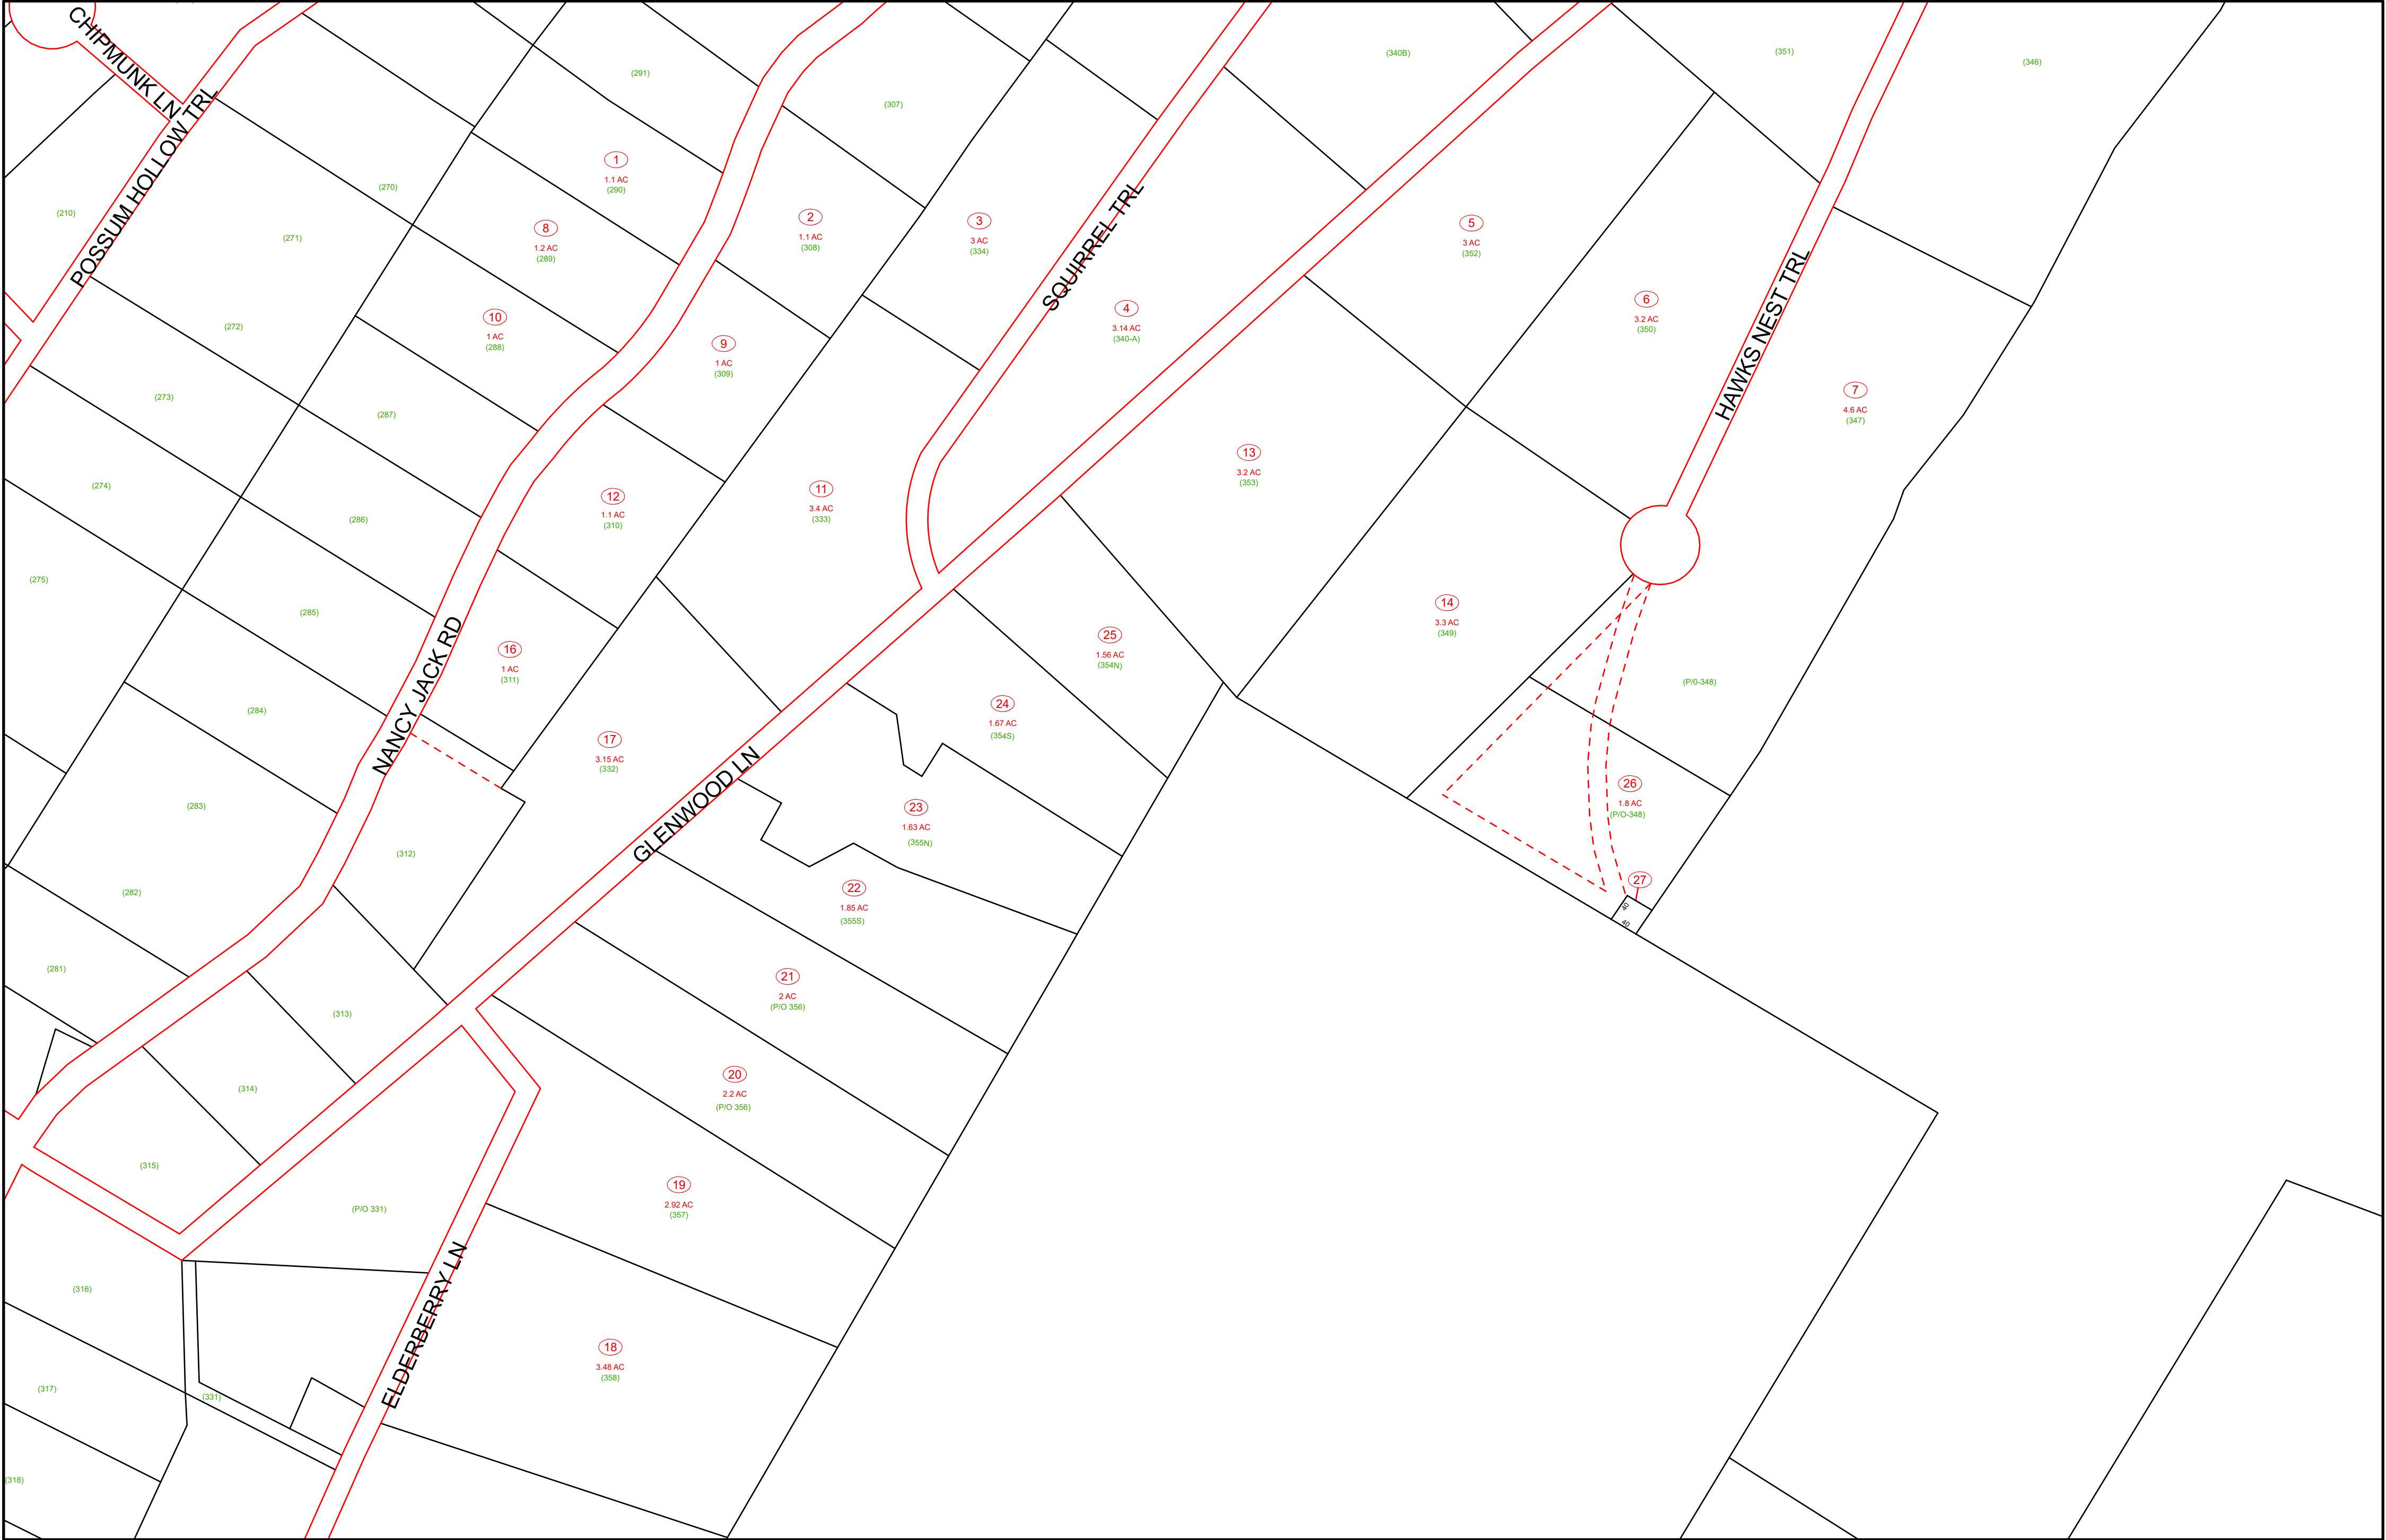 CHIPMUNK LN
POSSUM HOLLOW TRL
(210)
(270)
(271)
(272)
(273)
(274)
(275)
(291)
1
1.1 AC
(290)
8
1.2 AC
(289)
10
1 AC
(288)
(287)
(286)
(285)
(284)
(283)
(282)
(281)
NANCY JACK RD
(307)
2
1.1 AC
(308)
9
1 AC
(309)
12
1.1 AC
(310)
16
1 AC
(311)
(312)
(313)
(314)
(315)
3
3 AC
(334)
11
3.4 AC
(333)
17
3.15 AC
(332)
SQUIRREL TRL
4
3.14 AC
(340-A)
(340B)
GLENWOOD LN
5
3 AC
(352)
6
3.2 AC
(350)
(351)
(346)
HAWKS NEST TRL
7
4.6 AC
(347)
13
3.2 AC
(353)
14
3.3 AC
(349)
(P/0-348)
26
1.8 AC
(P/O-348)
27
40
40
25
1.56 AC
(354N)
24
1.67 AC
(354S)
23
1.63 AC
(355N)
22
1.85 AC
(355S)
21
2 AC
(P/O 356)
20
2.2 AC
(P/O 356)
19
2.92 AC
(357)
18
3.48 AC
(358)
ELDERBERRY LN
(P/O 331)
(316)
(317)
(331)
(318)